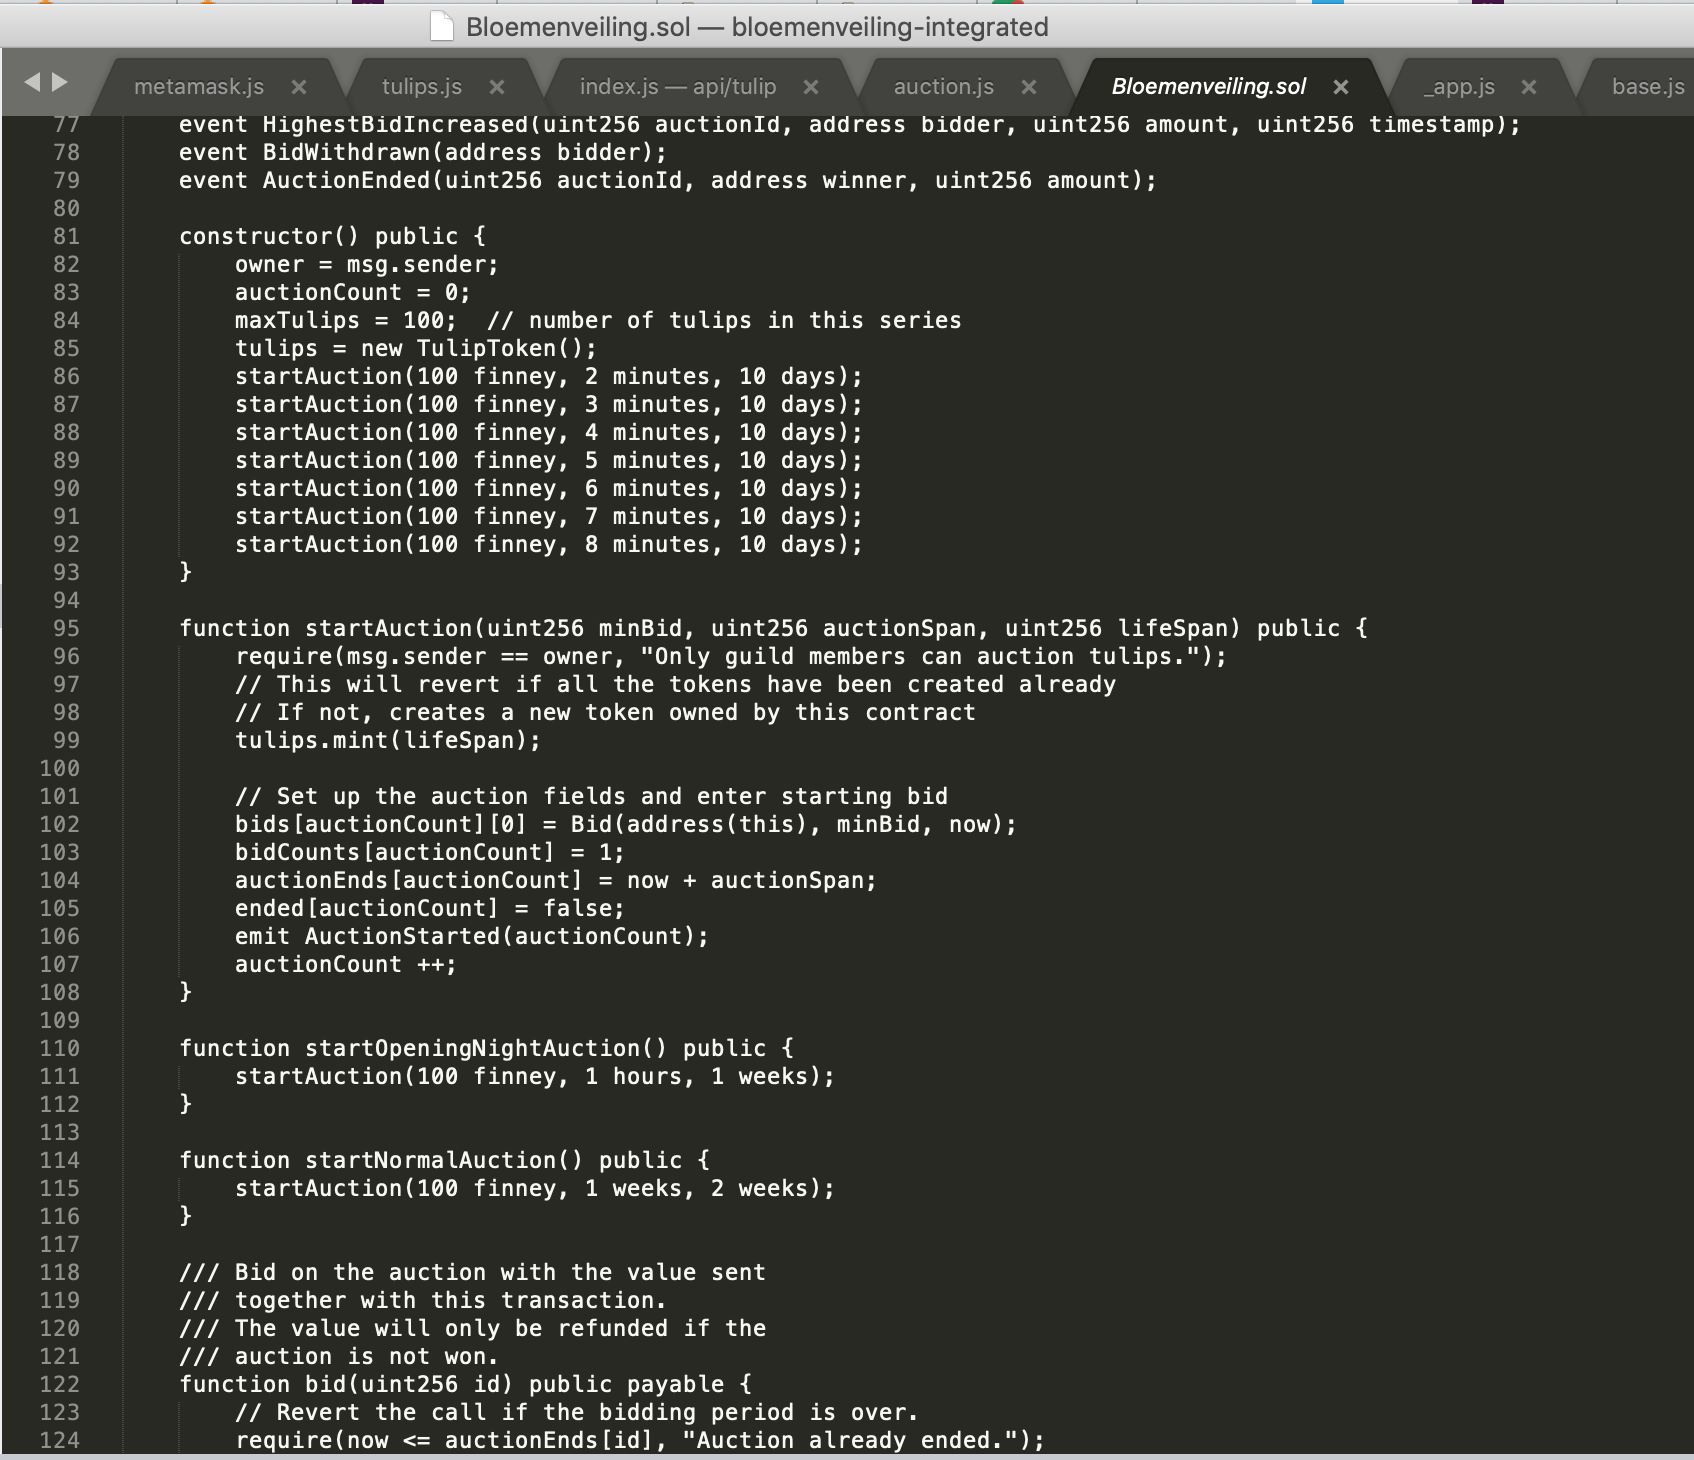 Bloemenveiling.sol — bloemenveiling-integrated
metamask.js × tulips.js × index.js — api/tulip × auction.js × Bloemenveiling.sol × _app.js × base.js
77 event HighestBidIncreased(uint256 auctionId, address bidder, uint256 amount, uint256 timestamp);
78 event BidWithdrawn(address bidder);
79 event AuctionEnded(uint256 auctionId, address winner, uint256 amount);
80
81 constructor() public {
82 owner = msg.sender;
83 auctionCount = 0;
84 maxTulips = 100;  // number of tulips in this series
85 tulips = new TulipToken();
86 startAuction(100 finney, 2 minutes, 10 days);
87 startAuction(100 finney, 3 minutes, 10 days);
88 startAuction(100 finney, 4 minutes, 10 days);
89 startAuction(100 finney, 5 minutes, 10 days);
90 startAuction(100 finney, 6 minutes, 10 days);
91 startAuction(100 finney, 7 minutes, 10 days);
92 startAuction(100 finney, 8 minutes, 10 days);
93 }
94
95 function startAuction(uint256 minBid, uint256 auctionSpan, uint256 lifeSpan) public {
96 require(msg.sender == owner, "Only guild members can auction tulips.");
97 // This will revert if all the tokens have been created already
98 // If not, creates a new token owned by this contract
99 tulips.mint(lifeSpan);
100
101 // Set up the auction fields and enter starting bid
102 bids[auctionCount][0] = Bid(address(this), minBid, now);
103 bidCounts[auctionCount] = 1;
104 auctionEnds[auctionCount] = now + auctionSpan;
105 ended[auctionCount] = false;
106 emit AuctionStarted(auctionCount);
107 auctionCount ++;
108 }
109
110 function startOpeningNightAuction() public {
111 startAuction(100 finney, 1 hours, 1 weeks);
112 }
113
114 function startNormalAuction() public {
115 startAuction(100 finney, 1 weeks, 2 weeks);
116 }
117
118 /// Bid on the auction with the value sent
119 /// together with this transaction.
120 /// The value will only be refunded if the
121 /// auction is not won.
122 function bid(uint256 id) public payable {
123 // Revert the call if the bidding period is over.
124 require(now <= auctionEnds[id], "Auction already ended.");